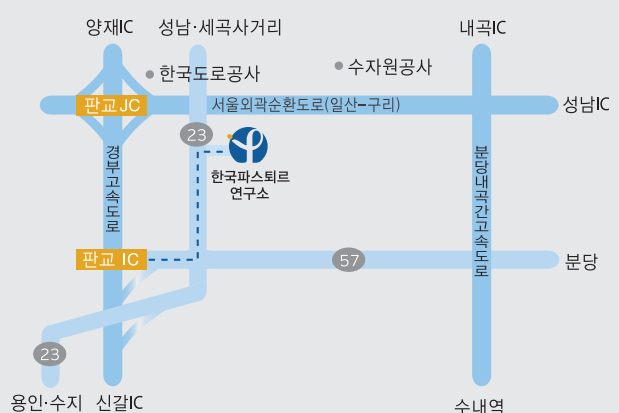 양재IC
성남·세곡사거리
내곡IC
한국도로공사
수자원공사
판교 JC
서울외곽순환도로(일산-구리)
성남IC
23
한국파스퇴르
연구소
경부고속도로
분당내곡간고속도로
판교 IC
57
분당
23
용인·수지
신갈IC
수내역